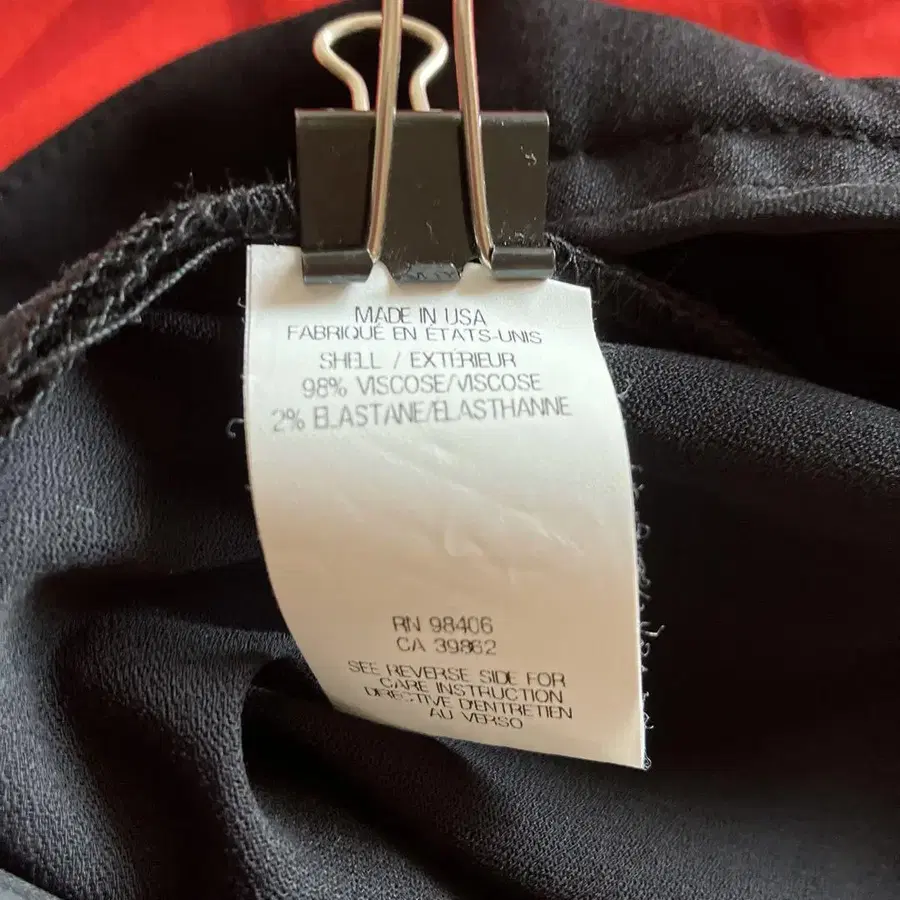 MADE IN USA
FABRIQUÉ EN ÉTATS-UNIS
SHELL / EXTÉRIEUR
98% VISCOSE/VISCOSE
2% ELASTANE/ÉLASTHANNE
RN 98406
CA 39862
SEE REVERSE SIDE FOR
CARE INSTRUCTION
DIRECTIVE D'ENTRETIEN
AU VERSO